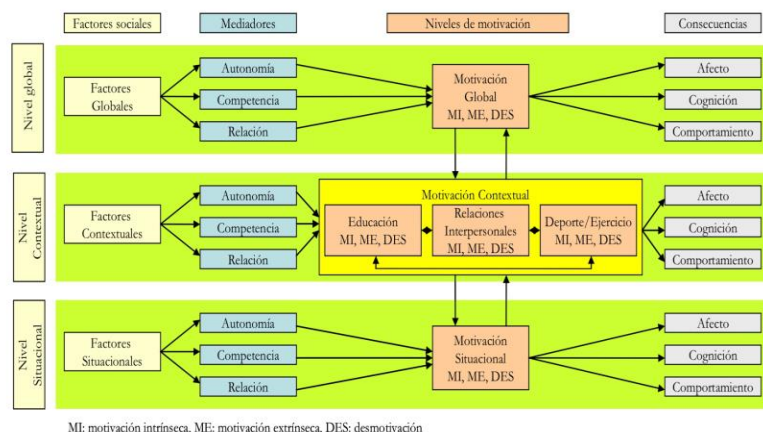 Factores sociales
Mediadores
Niveles de motivación
Consecuencias
Nivel global
Factores
Globales
Autonomía
Competencia
Relación
Motivación
Global
MI, ME, DES
Afecto
Cognición
Comportamiento
Nivel
Contextual
Factores
Contextuales
Autonomía
Competencia
Relación
Motivación Contextual
Educación
MI, ME, DES
Relaciones
Interpersonales
MI, ME, DES
Deporte/Ejercicio
MI, ME, DES
Afecto
Cognición
Comportamiento
Nivel
Situacional
Factores
Situacionales
Autonomía
Competencia
Relación
Motivación
Situacional
MI, ME, DES
Afecto
Cognición
Comportamiento
MI: motivación intrínseca, ME: motivación extrínseca, DES: desmotivación